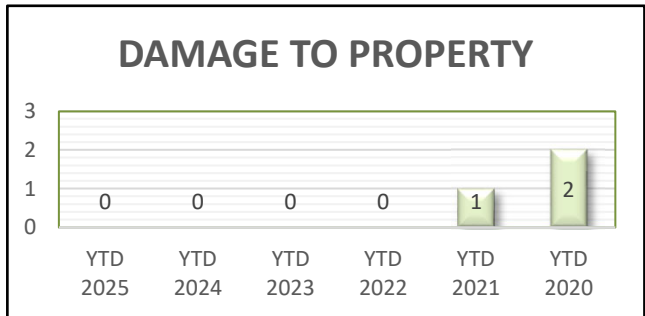 DAMAGE TO PROPERTY
3
2
1
0
0 0 0 0 1 2
YTD YTD YTD YTD YTD YTD
2025 2024 2023 2022 2021 2020